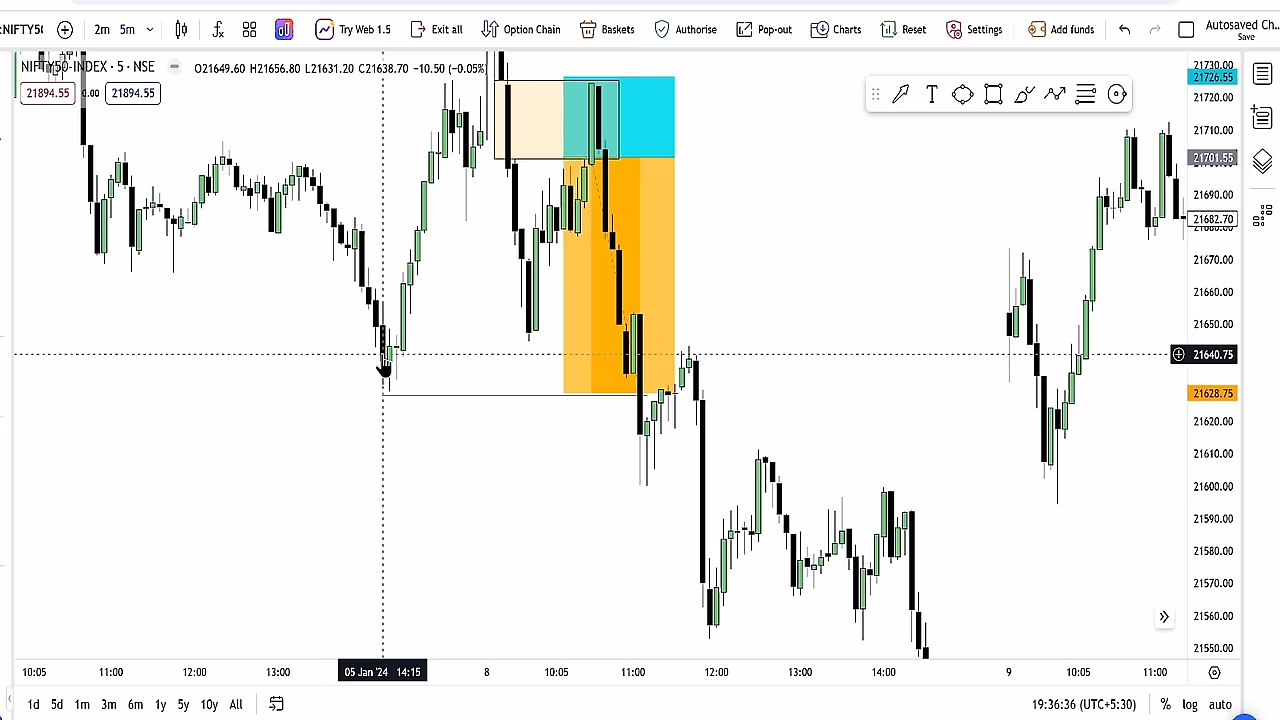 :NIFTY50
2m 5m
Try Web 1.5
Exit all
Option Chain
Baskets
Authorise
Pop-out
Charts
Reset
Settings
Add funds
Autosaved Ch...
Save
NIFTY50-INDEX · 5 · NSE
O21649.60 H21656.80 L21631.20 C21638.70 −10.50 (−0.05%)
21894.55 0.00 21894.55
21730.00
21726.55
21720.00
21710.00
21701.55
21690.00
21682.70
21680.00
21670.00
21660.00
21650.00
21640.75
21628.75
21620.00
21610.00
21600.00
21590.00
21580.00
21570.00
21560.00
21550.00
10:05 11:00 12:00 13:00 05 Jan '24 14:15 8 10:05 11:00 12:00 13:00 14:00 9 10:05 11:00
1d 5d 1m 3m 6m 1y 5y 10y All
19:36:36 (UTC+5:30) % log auto